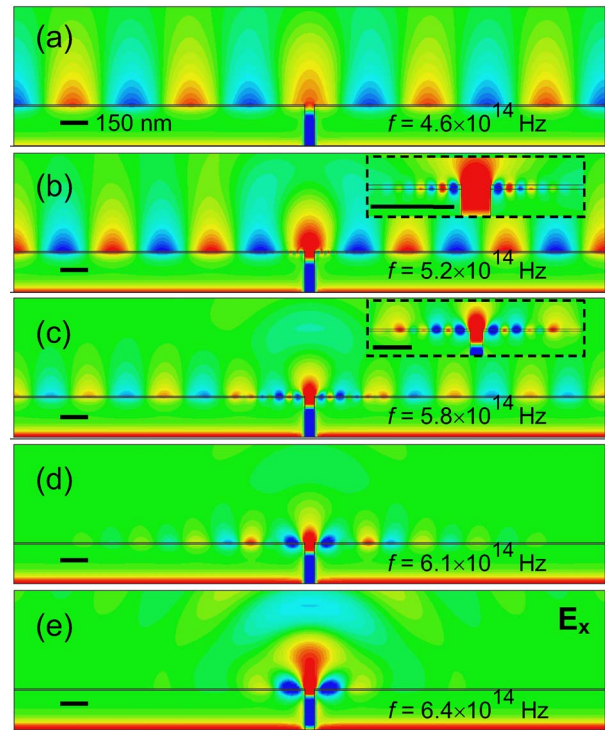 (a)
150 nm
f = 4.6×10¹⁴ Hz
(b)
f = 5.2×10¹⁴ Hz
(c)
f = 5.8×10¹⁴ Hz
(d)
f = 6.1×10¹⁴ Hz
(e)
Eₓ
f = 6.4×10¹⁴ Hz